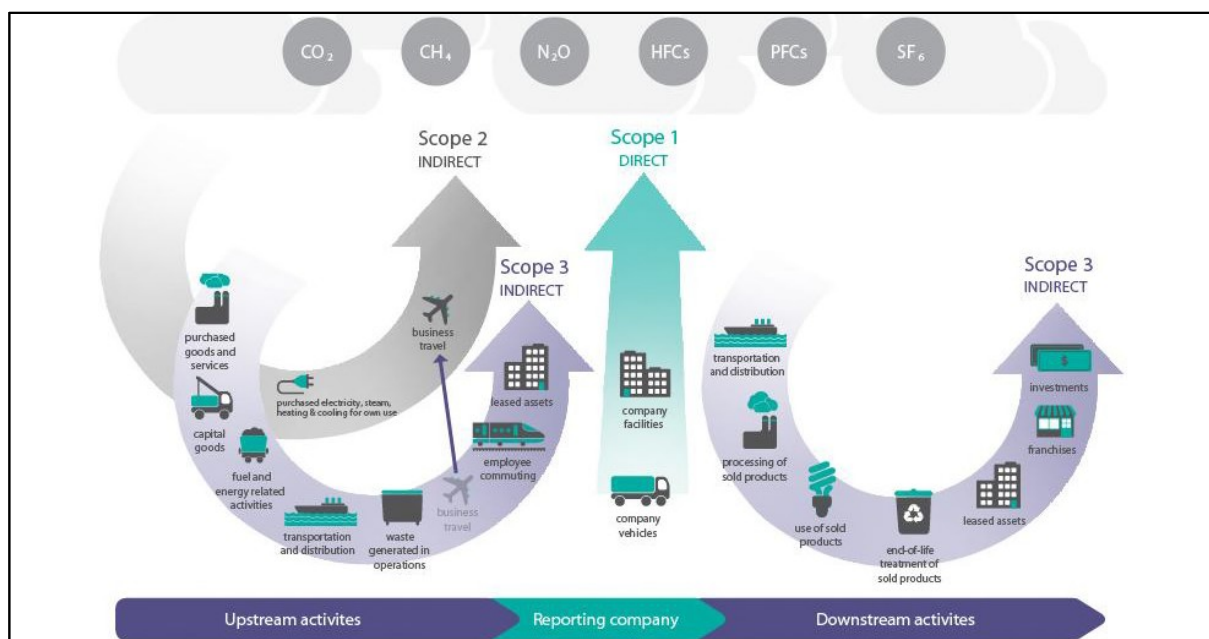 CO₂ CH₄ N₂O HFCs PFCs SF₆
Scope 2
INDIRECT
Scope 1
DIRECT
Scope 3
INDIRECT
Scope 3
INDIRECT
purchased
goods and
services
business
travel
purchased electricity, steam,
heating & cooling for own use
capital
goods
fuel and
energy related
activities
transportation
and distribution
waste
generated in
operations
business
travel
employee
commuting
leased assets
company
facilities
company
vehicles
transportation
and distribution
processing of
sold products
use of sold
products
end-of-life
treatment of
sold products
leased assets
franchises
investments
$
Upstream activites
Reporting company
Downstream activites